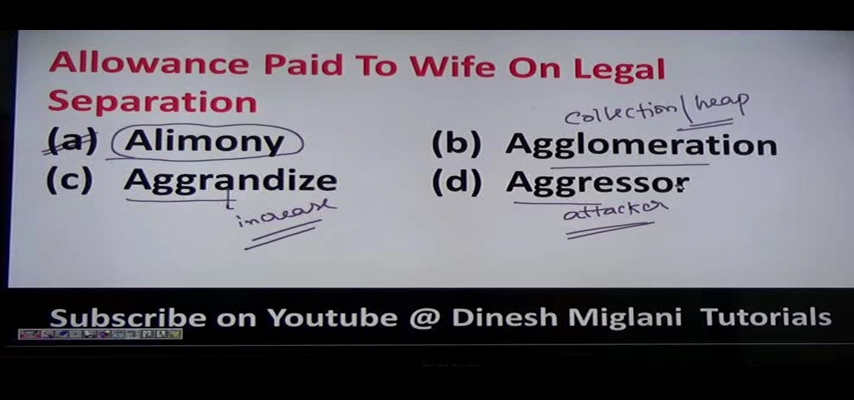 Allowance Paid To Wife On Legal
Separation
collection/heap
(a) Alimony (b) Agglomeration
(c) Aggrandize (d) Aggressor
increase attacker
Subscribe on Youtube @ Dinesh Miglani Tutorials